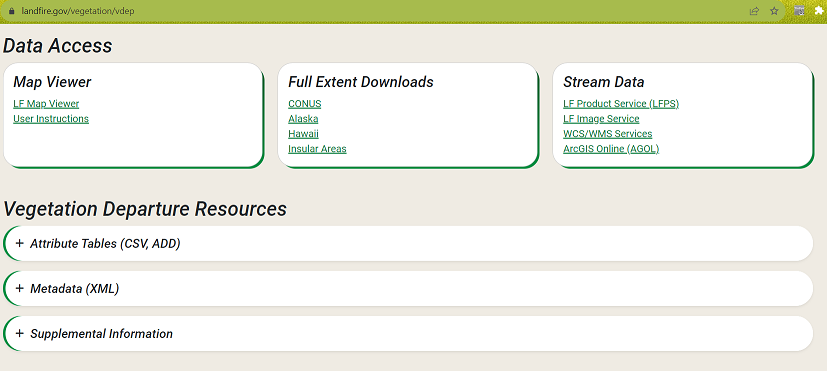 landfire.gov/vegetation/vdep
Data Access
Map Viewer
LF Map Viewer
User Instructions
Full Extent Downloads
CONUS
Alaska
Hawaii
Insular Areas
Stream Data
LF Product Service (LFPS)
LF Image Service
WCS/WMS Services
ArcGIS Online (AGOL)
Vegetation Departure Resources
+ Attribute Tables (CSV, ADD)
+ Metadata (XML)
+ Supplemental Information